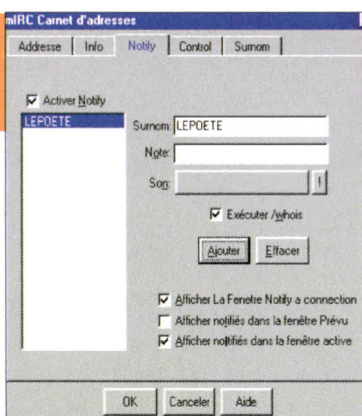 mIRC Carnet d'adresses
Addresse Info Notify Control Surnom
Activer Notify
LEPOETE
Surnom: LEPOETE
Note:
Son: !
Exécuter /whois
Ajouter Effacer
Afficher La Fenetre Notify a connection
Afficher notifiés dans la fenêtre Prévu
Afficher notifiés dans la fenêtre active
OK Canceler Aide